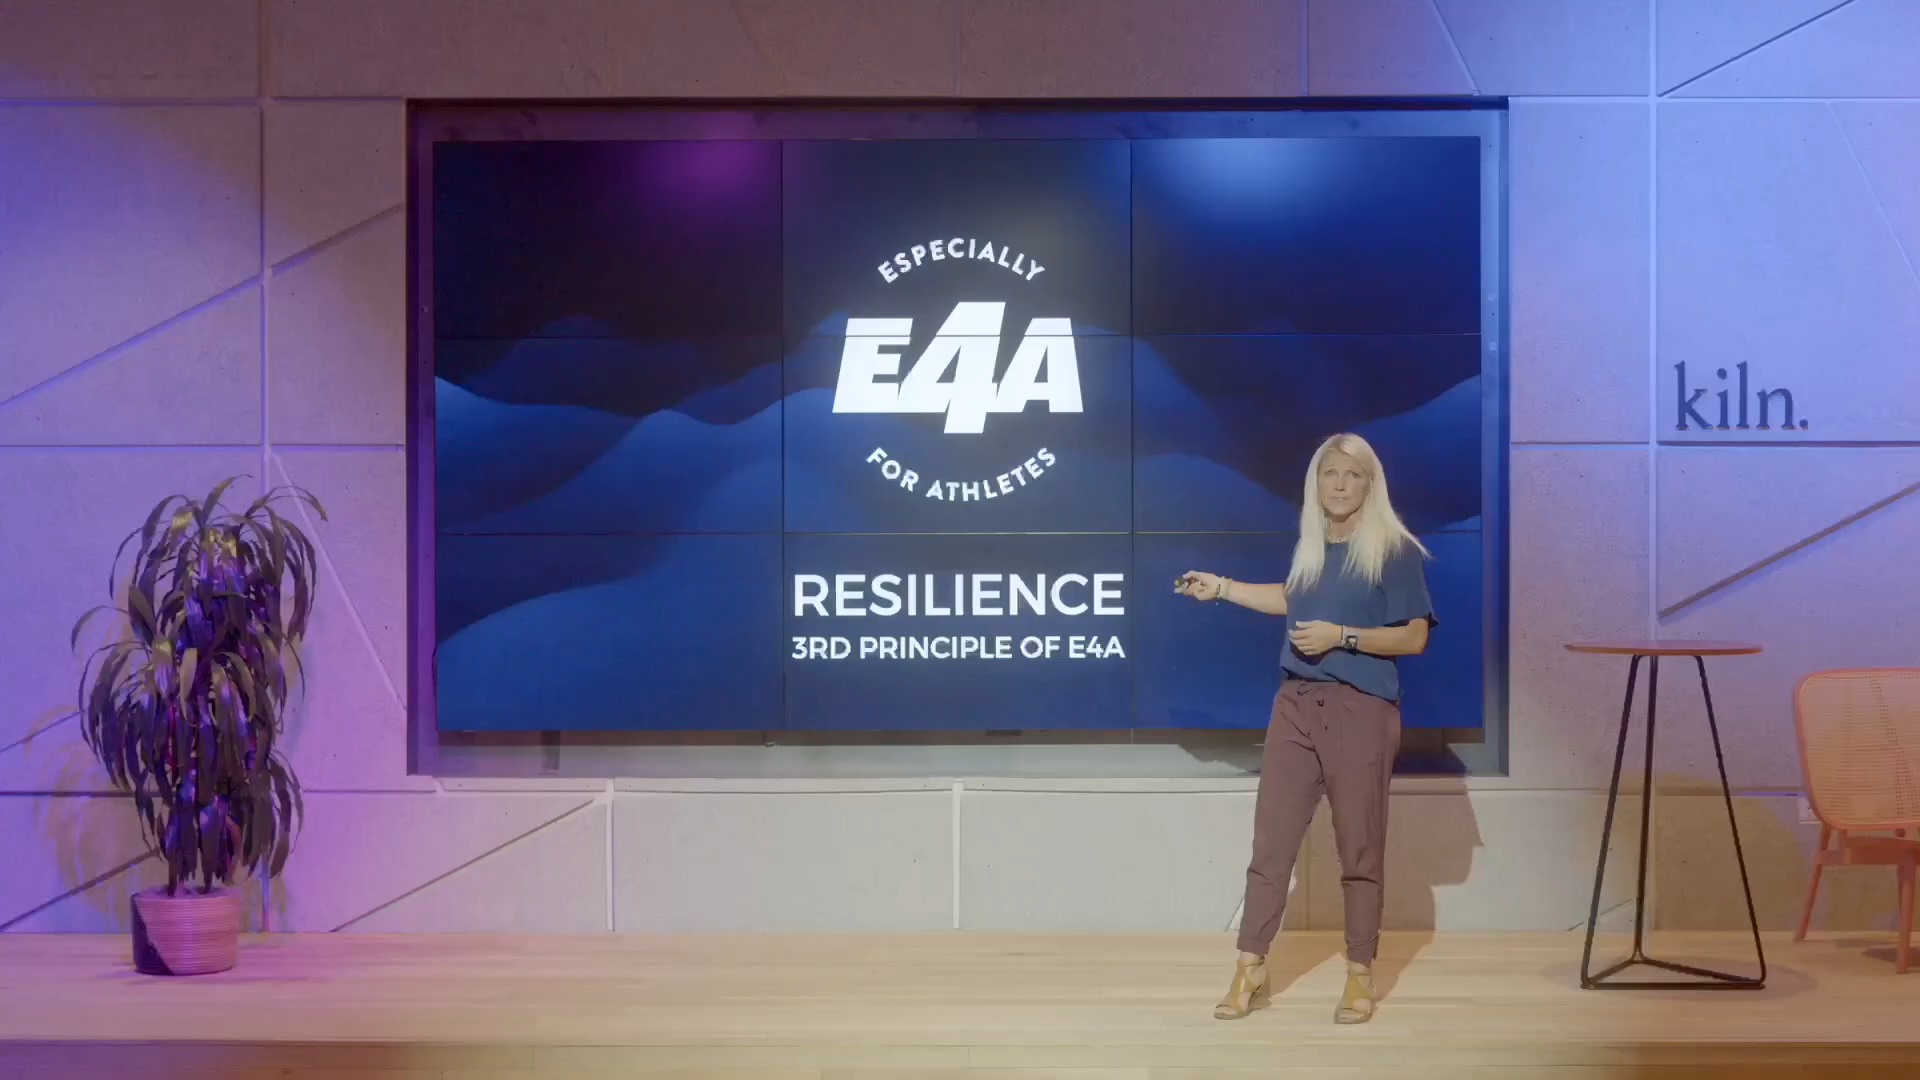 ESPECIALLY
E4A
FOR ATHLETES
RESILIENCE
3RD PRINCIPLE OF E4A
kiln.